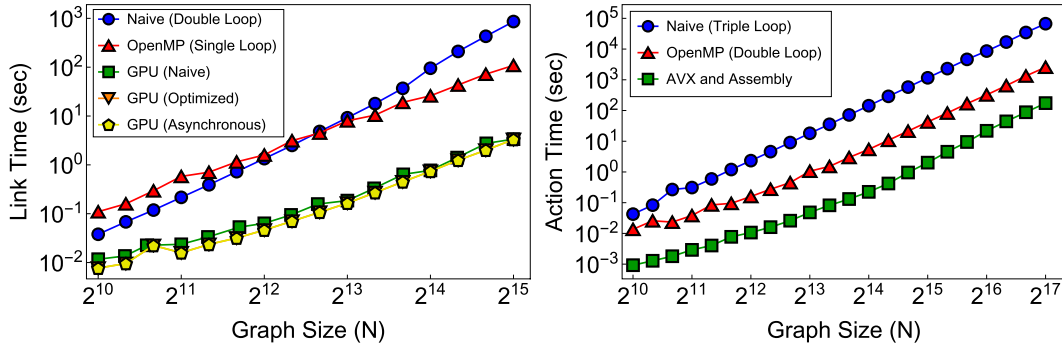 Link Time (sec)
10^3
10^2
10^1
10^0
10^-1
10^-2
Naive (Double Loop)
OpenMP (Single Loop)
GPU (Naive)
GPU (Optimized)
GPU (Asynchronous)
2^10 2^11 2^12 2^13 2^14 2^15
Graph Size (N)
Action Time (sec)
10^5
10^4
10^3
10^2
10^1
10^0
10^-1
10^-2
10^-3
Naive (Triple Loop)
OpenMP (Double Loop)
AVX and Assembly
2^10 2^11 2^12 2^13 2^14 2^15 2^16 2^17
Graph Size (N)